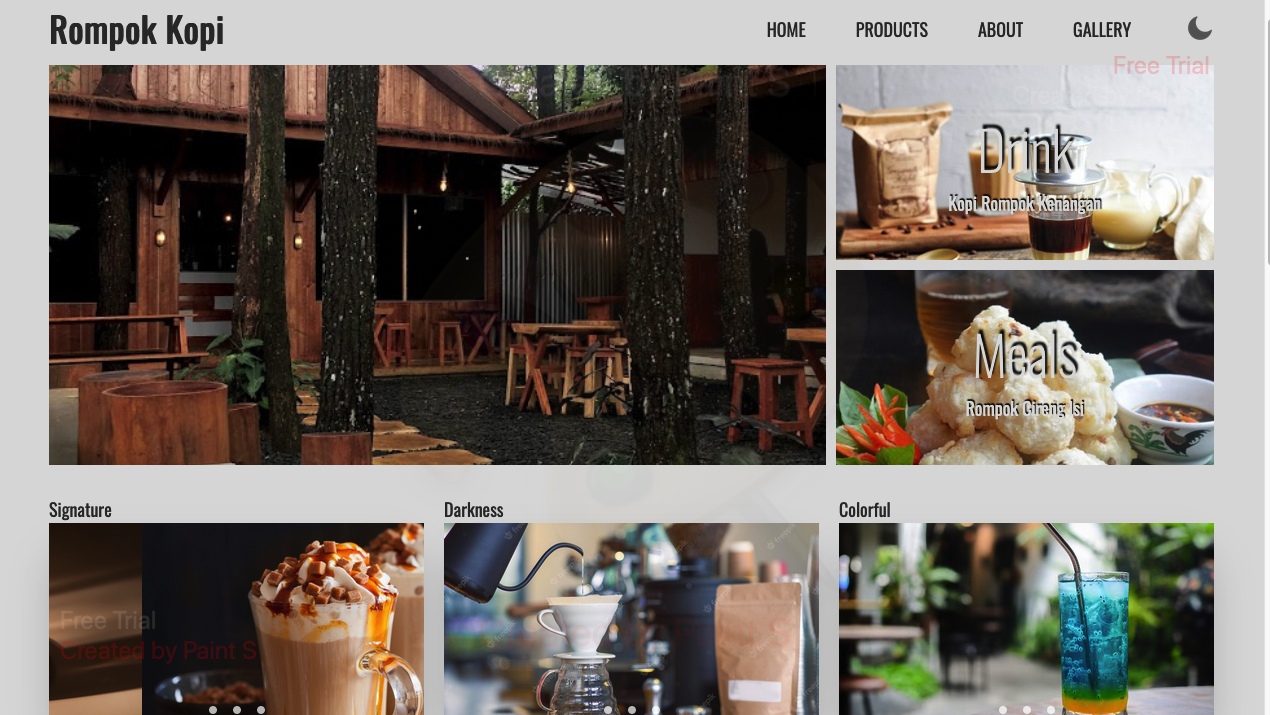 Rompok Kopi
HOME
PRODUCTS
ABOUT
GALLERY
Free Trial
Drink
Kopi Rompok Kenangan
Meals
Rompok Cireng Isi
Signature
Darkness
Colorful
Free Trial
Created by Paint S